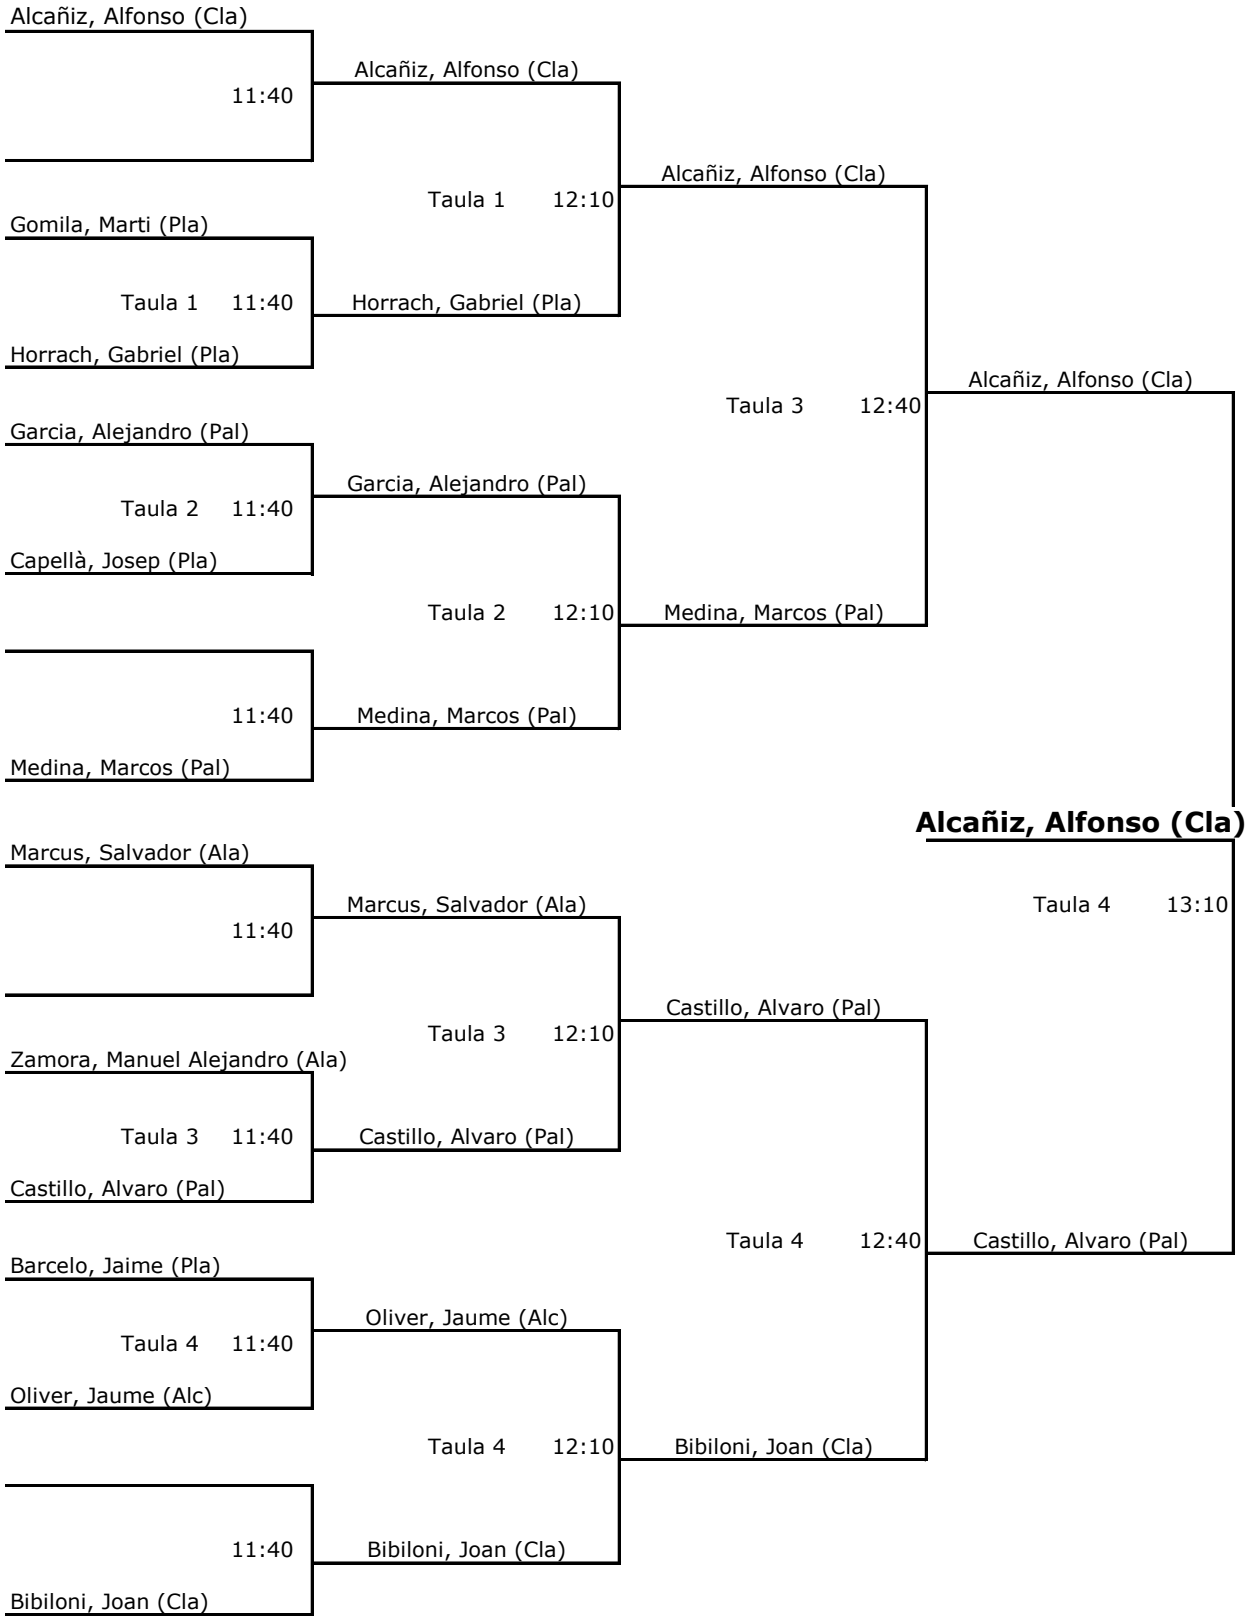 Alcañiz, Alfonso (Cla)
Alcañiz, Alfonso (Cla)
11:40
Alcañiz, Alfonso (Cla)
Taula 1 12:10
Gomila, Marti (Pla)
Taula 1 11:40 Horrach, Gabriel (Pla)
Horrach, Gabriel (Pla)
Alcañiz, Alfonso (Cla)
Taula 3 12:40
Garcia, Alejandro (Pal)
Garcia, Alejandro (Pal)
Taula 2 11:40
Capellà, Josep (Pla)
Taula 2 12:10 Medina, Marcos (Pal)
11:40 Medina, Marcos (Pal)
Medina, Marcos (Pal)
Alcañiz, Alfonso (Cla)
Marcus, Salvador (Ala)
Marcus, Salvador (Ala) Taula 4 13:10
11:40
Castillo, Alvaro (Pal)
Taula 3 12:10
Zamora, Manuel Alejandro (Ala)
Taula 3 11:40 Castillo, Alvaro (Pal)
Castillo, Alvaro (Pal)
Taula 4 12:40 Castillo, Alvaro (Pal)
Barcelo, Jaime (Pla)
Oliver, Jaume (Alc)
Taula 4 11:40
Oliver, Jaume (Alc)
Taula 4 12:10 Bibiloni, Joan (Cla)
11:40 Bibiloni, Joan (Cla)
Bibiloni, Joan (Cla)